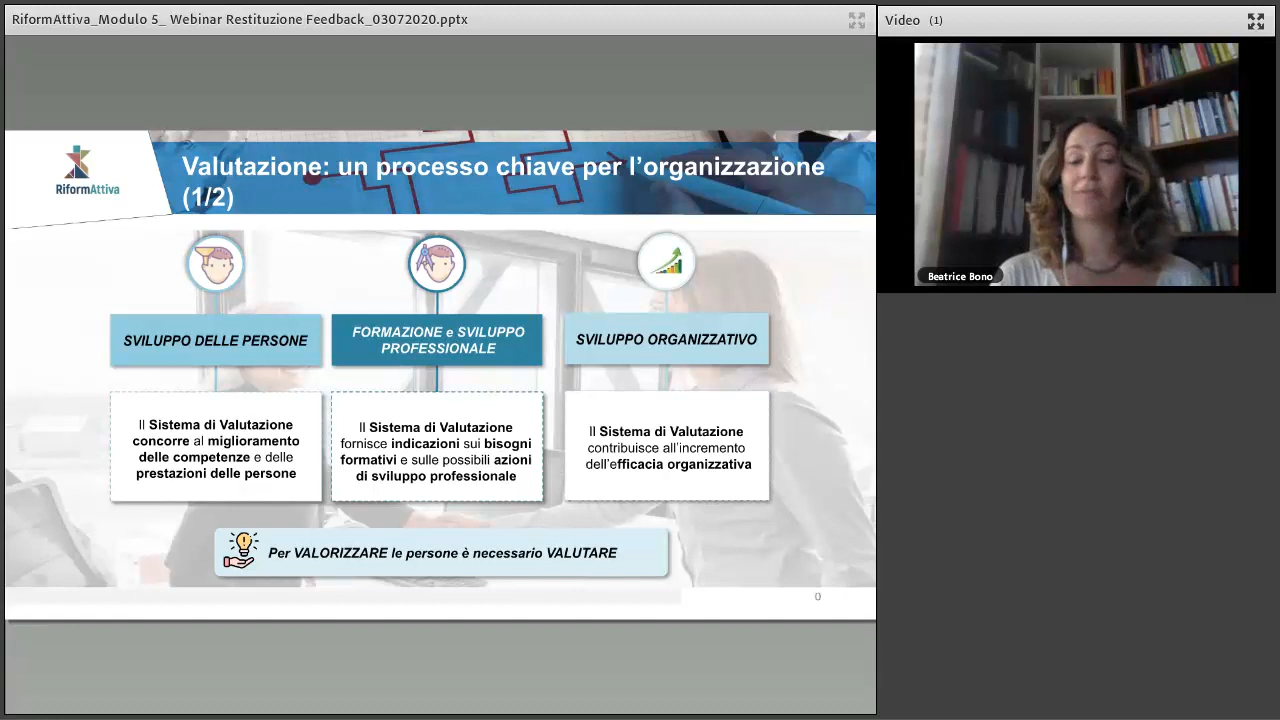 RiformAttiva_Modulo 5_ Webinar Restituzione Feedback_03072020.pptx
Video (1)
Beatrice Bono
RiformAttiva
Valutazione: un processo chiave per l'organizzazione
(1/2)
SVILUPPO DELLE PERSONE
Il Sistema di Valutazione
concorre al miglioramento
delle competenze e delle
prestazioni delle persone
FORMAZIONE e SVILUPPO
PROFESSIONALE
Il Sistema di Valutazione
fornisce indicazioni sui bisogni
formativi e sulle possibili azioni
di sviluppo professionale
SVILUPPO ORGANIZZATIVO
Il Sistema di Valutazione
contribuisce all'incremento
dell'efficacia organizzativa
Per VALORIZZARE le persone è necessario VALUTARE
0